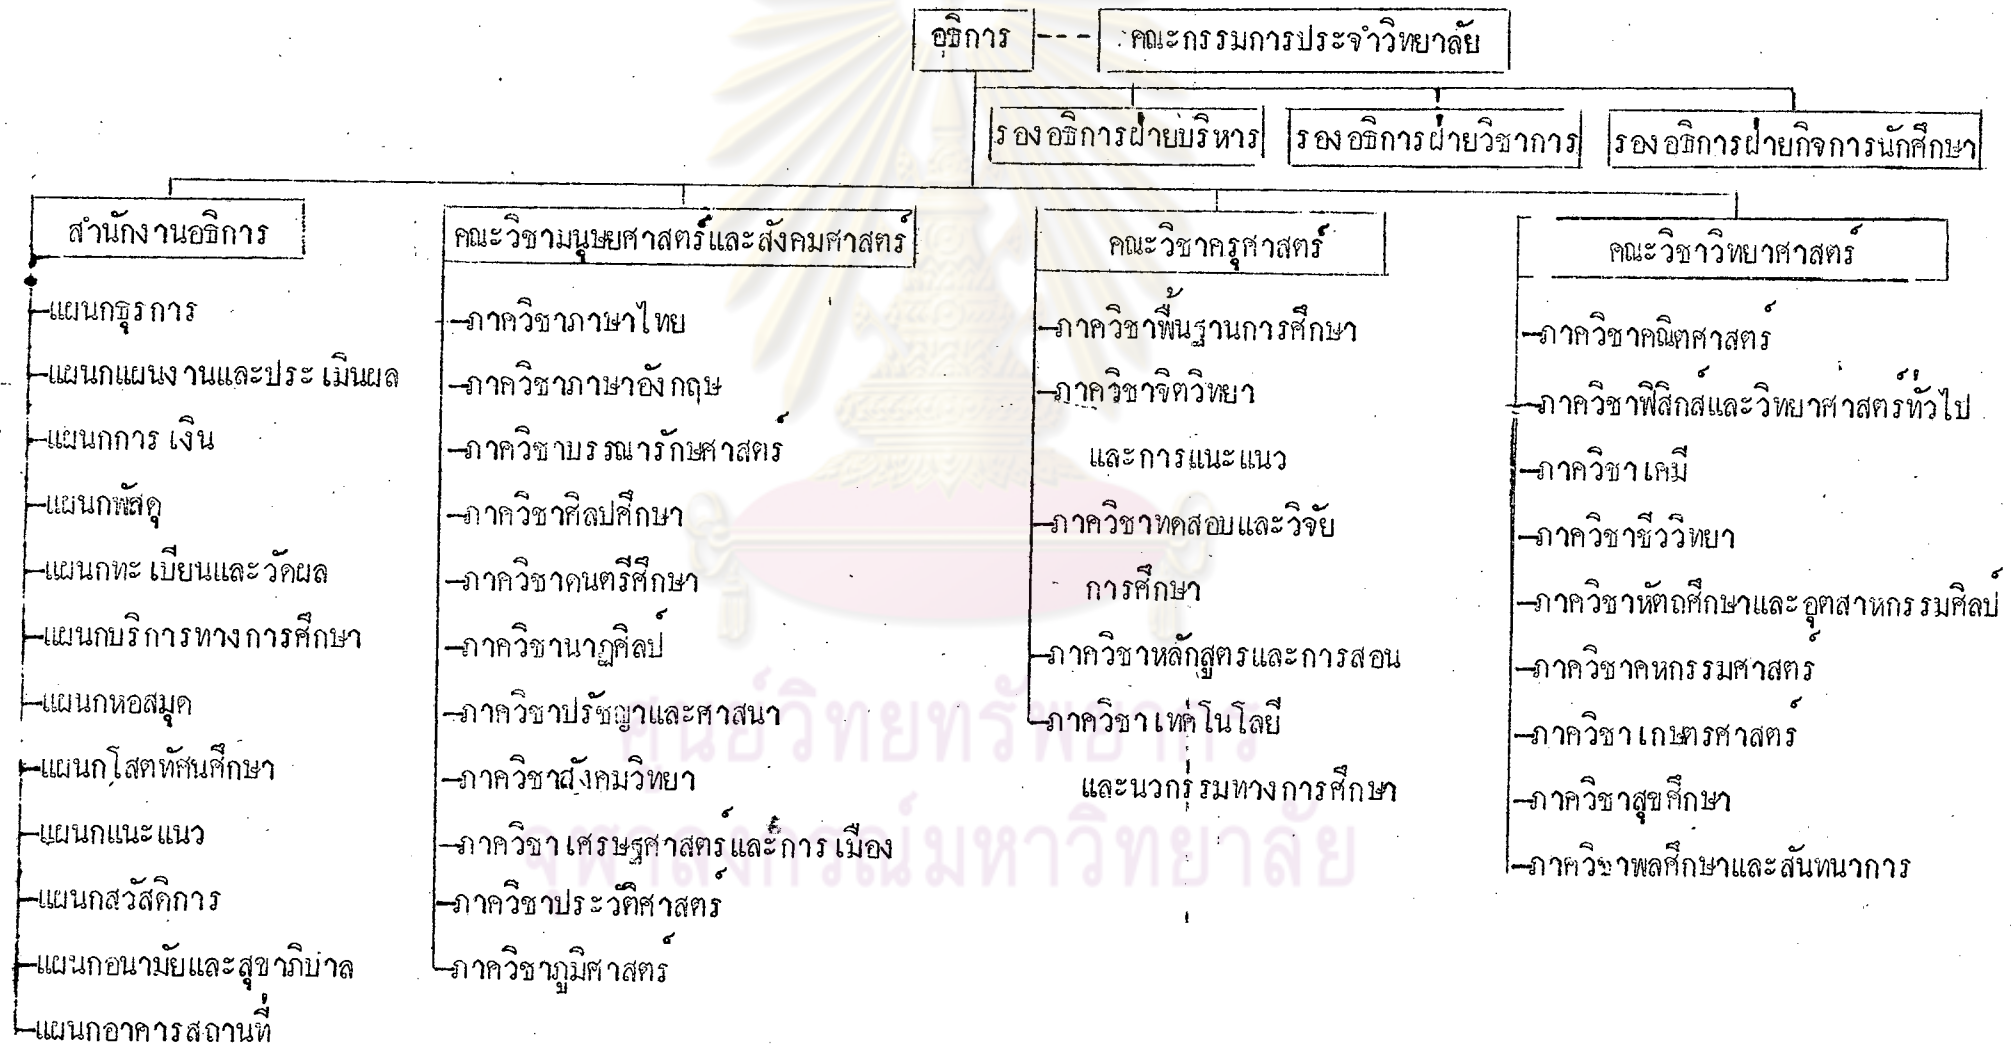 อธิการ
คณะกรรมการประจำวิทยาลัย
รองอธิการฝ่ายบริหาร
รองอธิการฝ่ายวิชาการ
รองอธิการฝ่ายกิจการนักศึกษา
สำนักงานอธิการ
แผนกธุรการ
แผนกแผนงานและประเมินผล
แผนกการเงิน
แผนกพัสดุ
แผนกทะเบียนและวัดผล
แผนกบริการทางการศึกษา
แผนกหอสมุด
แผนกโสตทัศนศึกษา
แผนกแนะแนว
แผนกสวัสดิการ
แผนกอนามัยและสุขาภิบาล
แผนกอาคารสถานที่
คณะวิชามนุษยศาสตร์และสังคมศาสตร์
ภาควิชาภาษาไทย
ภาควิชาภาษาอังกฤษ
ภาควิชาบรรณารักษศาสตร์
ภาควิชาศิลปศึกษา
ภาควิชาดนตรีศึกษา
ภาควิชานาฏศิลป์
ภาควิชาปรัชญาและศาสนา
ภาควิชาสังคมวิทยา
ภาควิชาเศรษฐศาสตร์และการเมือง
ภาควิชาประวัติศาสตร์
ภาควิชาภูมิศาสตร์
คณะวิชาครุศาสตร์
ภาควิชาพื้นฐานการศึกษา
ภาควิชาจิตวิทยา
และการแนะแนว
ภาควิชาทดสอบและวิจัย
การศึกษา
ภาควิชาหลักสูตรและการสอน
ภาควิชาเทคโนโลยี
และนวกรรมทางการศึกษา
คณะวิชาวิทยาศาสตร์
ภาควิชาคณิตศาสตร์
ภาควิชาฟิสิกส์และวิทยาศาสตร์ทั่วไป
ภาควิชาเคมี
ภาควิชาชีววิทยา
ภาควิชาหัตถศึกษาและอุตสาหกรรมศิลป์
ภาควิชาคหกรรมศาสตร์
ภาควิชาเกษตรศาสตร์
ภาควิชาสุขศึกษา
ภาควิชาพลศึกษาและสันทนาการ
ศูนย์วิทยทรัพยากร
จุฬาลงกรณ์มหาวิทยาลัย